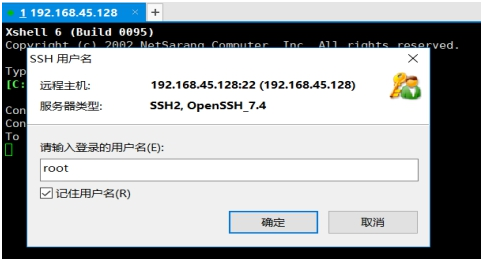 1 192.168.45.128 × +
Xshell 6 (Build 0095)
Copyright (c) 2002 NetSarang Computer, Inc. All rights reserved.
SSH 用户名
Typ
[C:
远程主机: 192.168.45.128:22 (192.168.45.128)
服务器类型: SSH2, OpenSSH_7.4
Con
Con
To
请输入登录的用户名(E):
root
记住用户名(R)
确定 取消